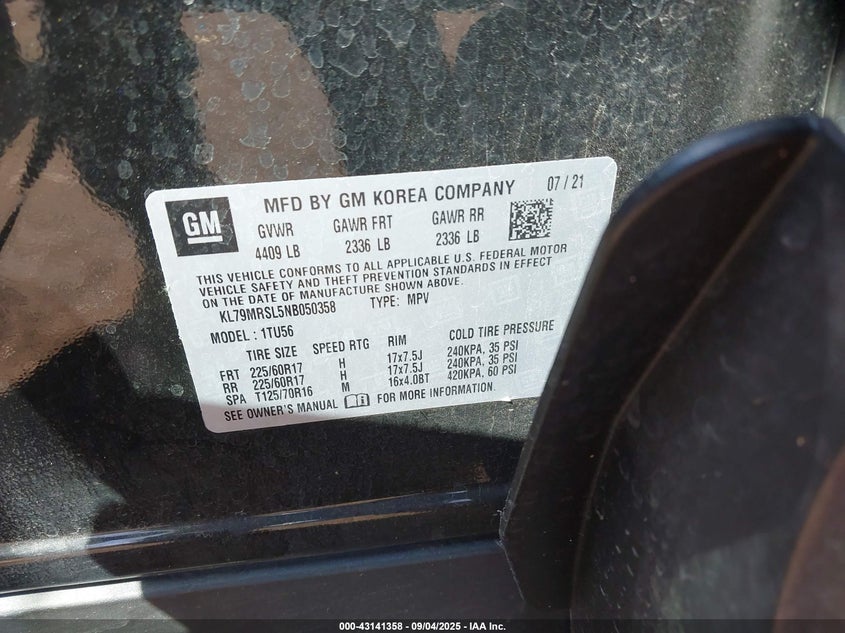 GM
MFD BY GM KOREA COMPANY 07 / 21
GVWR GAWR FRT GAWR RR
4409 LB 2336 LB 2336 LB
THIS VEHICLE CONFORMS TO ALL APPLICABLE U.S. FEDERAL MOTOR
VEHICLE SAFETY AND THEFT PREVENTION STANDARDS IN EFFECT
ON THE DATE OF MANUFACTURE SHOWN ABOVE.
KL79MRSL5NB050358 TYPE: MPV
MODEL : 1TU56
TIRE SIZE SPEED RTG RIM COLD TIRE PRESSURE
FRT 225/60R17 H 17x7.5J 240KPA, 35 PSI
RR 225/60R17 H 17x7.5J 240KPA, 35 PSI
SPA T125/70R16 M 16x4.0BT 420KPA, 60 PSI
SEE OWNER'S MANUAL FOR MORE INFORMATION.
000-43141358 - 09/04/2025 - IAA Inc.